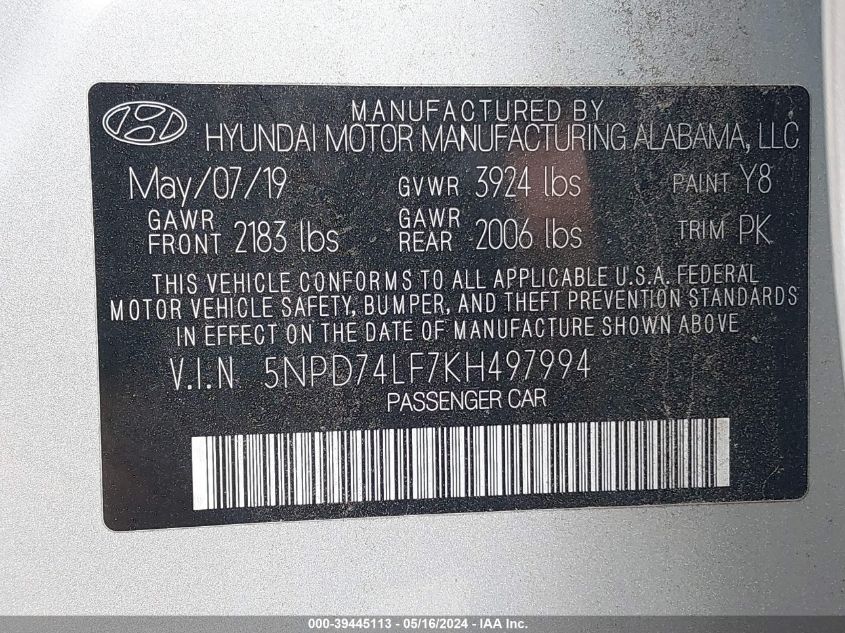 MANUFACTURED BY
HYUNDAI MOTOR MANUFACTURING ALABAMA, LLC
May/07/19 GVWR 3924 lbs PAINT Y8
GAWR FRONT 2183 lbs GAWR REAR 2006 lbs TRIM PK
THIS VEHICLE CONFORMS TO ALL APPLICABLE U.S.A. FEDERAL
MOTOR VEHICLE SAFETY, BUMPER, AND THEFT PREVENTION STANDARDS
IN EFFECT ON THE DATE OF MANUFACTURE SHOWN ABOVE
V.I.N 5NPD74LF7KH497994
PASSENGER CAR
000-39445113 - 05/16/2024 - IAA Inc.